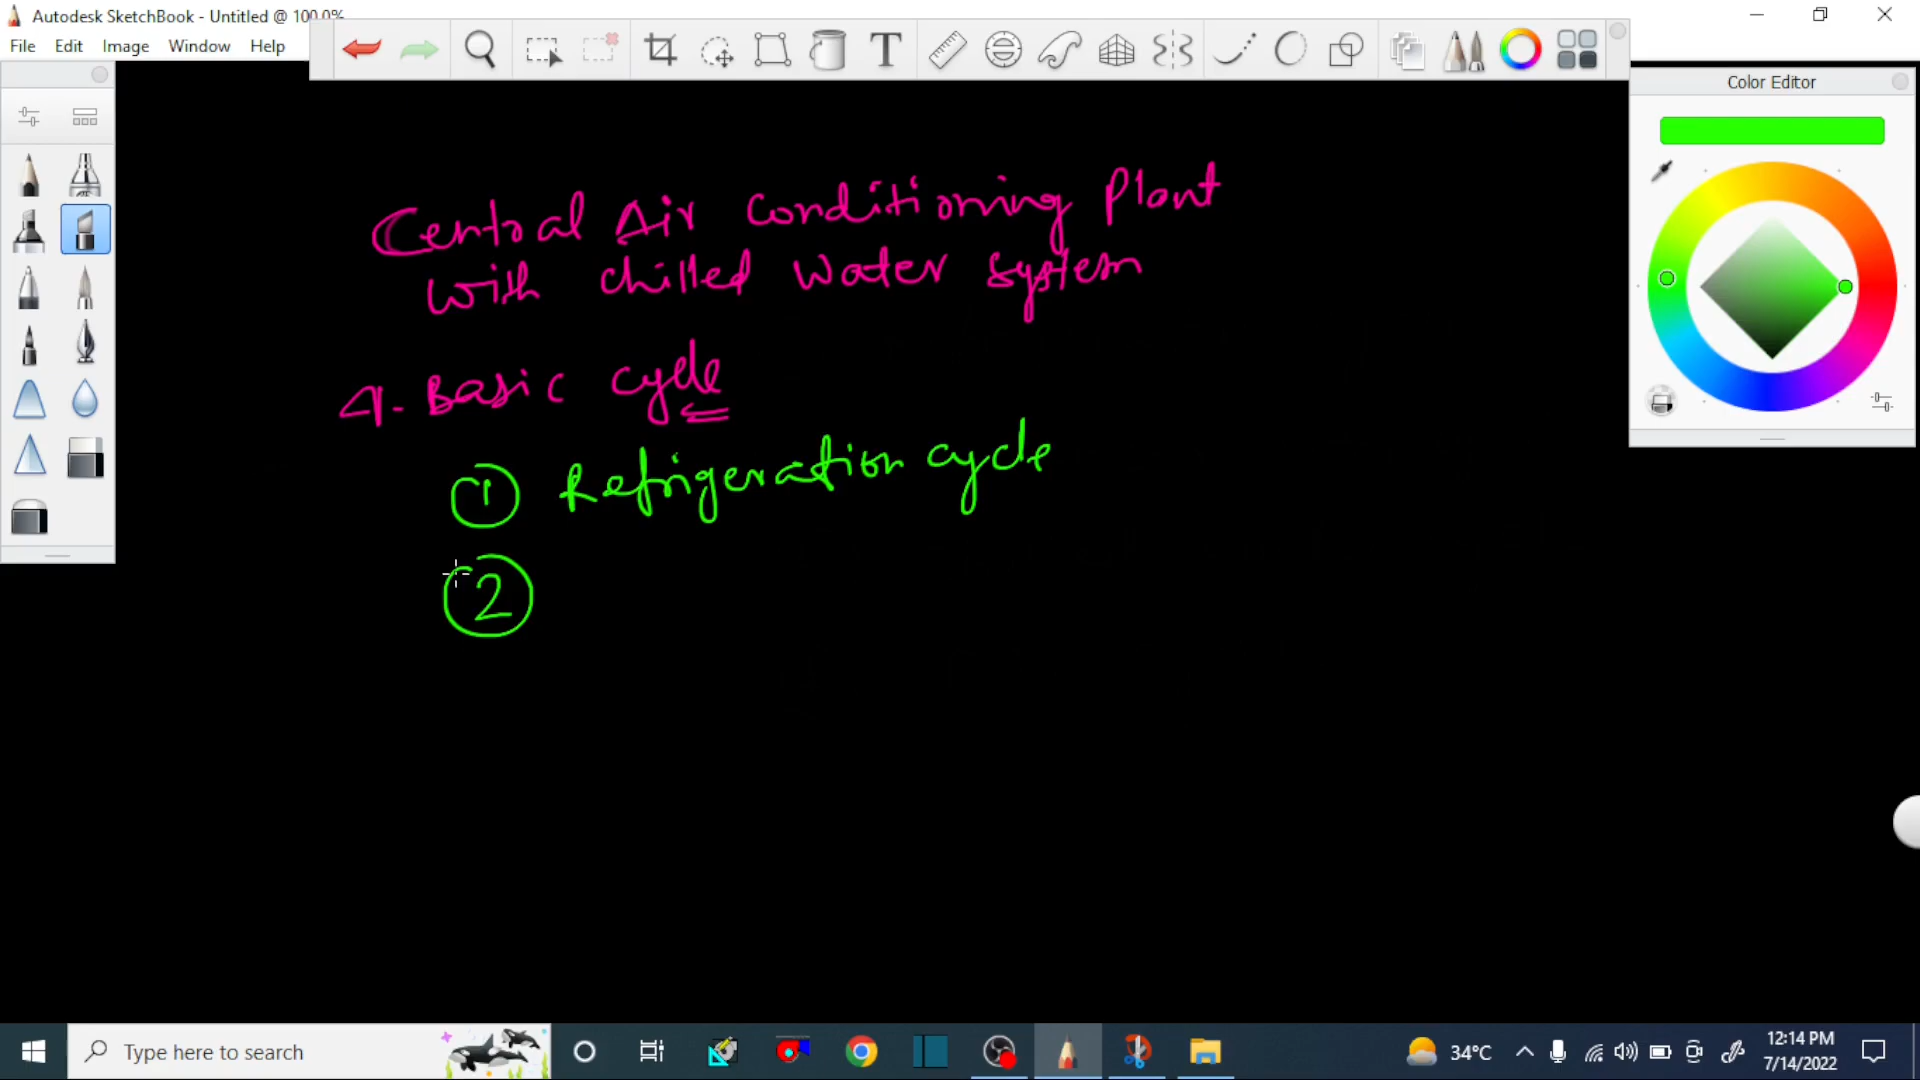 Autodesk SketchBook - Untitled @ 100.0%
File Edit Image Window Help
Color Editor
Central Air Conditioning Plant
with chilled Water system
4. Basic cycle
1 Refrigeration cycle
2
Type here to search
34°C
12:14 PM
7/14/2022